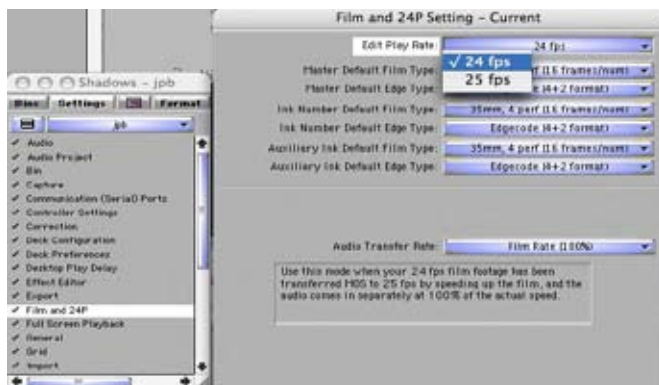 Film and 24P Setting – Current
Edit Play Rate: 24 fps
✓ 24 fps
25 fps
Master Default Film Type: perf (16 frames/num)
Master Default Edge Type: (4+2 format)
Ink Number Default Film Type: 35mm, 4 perf (16 frames/num)
Ink Number Default Edge Type: Edgecode (4+2 format)
Auxiliary Ink Default Film Type: 35mm, 4 perf (16 frames/num)
Auxiliary Ink Default Edge Type: Edgecode (4+2 format)
Audio Transfer Rate: Film Rate (100%)
Use this mode when your 24 fps film footage has been
transferred MOS to 25 fps by speeding up the film, and the
audio comes in separately at 100% of the actual speed.
Shadows – jpb
Bins Settings Format
jpb
✓ Audio
✓ Audio Project
✓ Bin
✓ Capture
✓ Communication (Serial) Ports
✓ Controller Settings
✓ Correction
✓ Deck Configuration
✓ Deck Preferences
✓ Desktop Play Delay
✓ Effect Editor
✓ Export
✓ Film and 24P
✓ Full Screen Playback
✓ General
✓ Grid
✓ Import